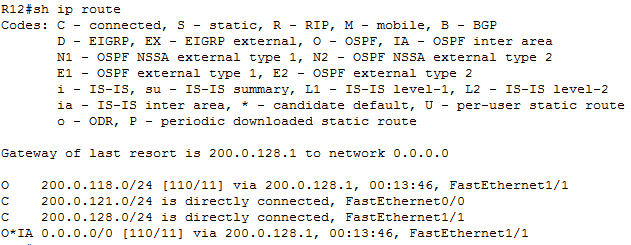 R12#sh ip route
Codes: C - connected, S - static, R - RIP, M - mobile, B - BGP
D - EIGRP, EX - EIGRP external, O - OSPF, IA - OSPF inter area
N1 - OSPF NSSA external type 1, N2 - OSPF NSSA external type 2
E1 - OSPF external type 1, E2 - OSPF external type 2
i - IS-IS, su - IS-IS summary, L1 - IS-IS level-1, L2 - IS-IS level-2
ia - IS-IS inter area, * - candidate default, U - per-user static route
o - ODR, P - periodic downloaded static route
Gateway of last resort is 200.0.128.1 to network 0.0.0.0
O 200.0.118.0/24 [110/11] via 200.0.128.1, 00:13:46, FastEthernet1/1
C 200.0.121.0/24 is directly connected, FastEthernet0/0
C 200.0.128.0/24 is directly connected, FastEthernet1/1
O*IA 0.0.0.0/0 [110/11] via 200.0.128.1, 00:13:46, FastEthernet1/1